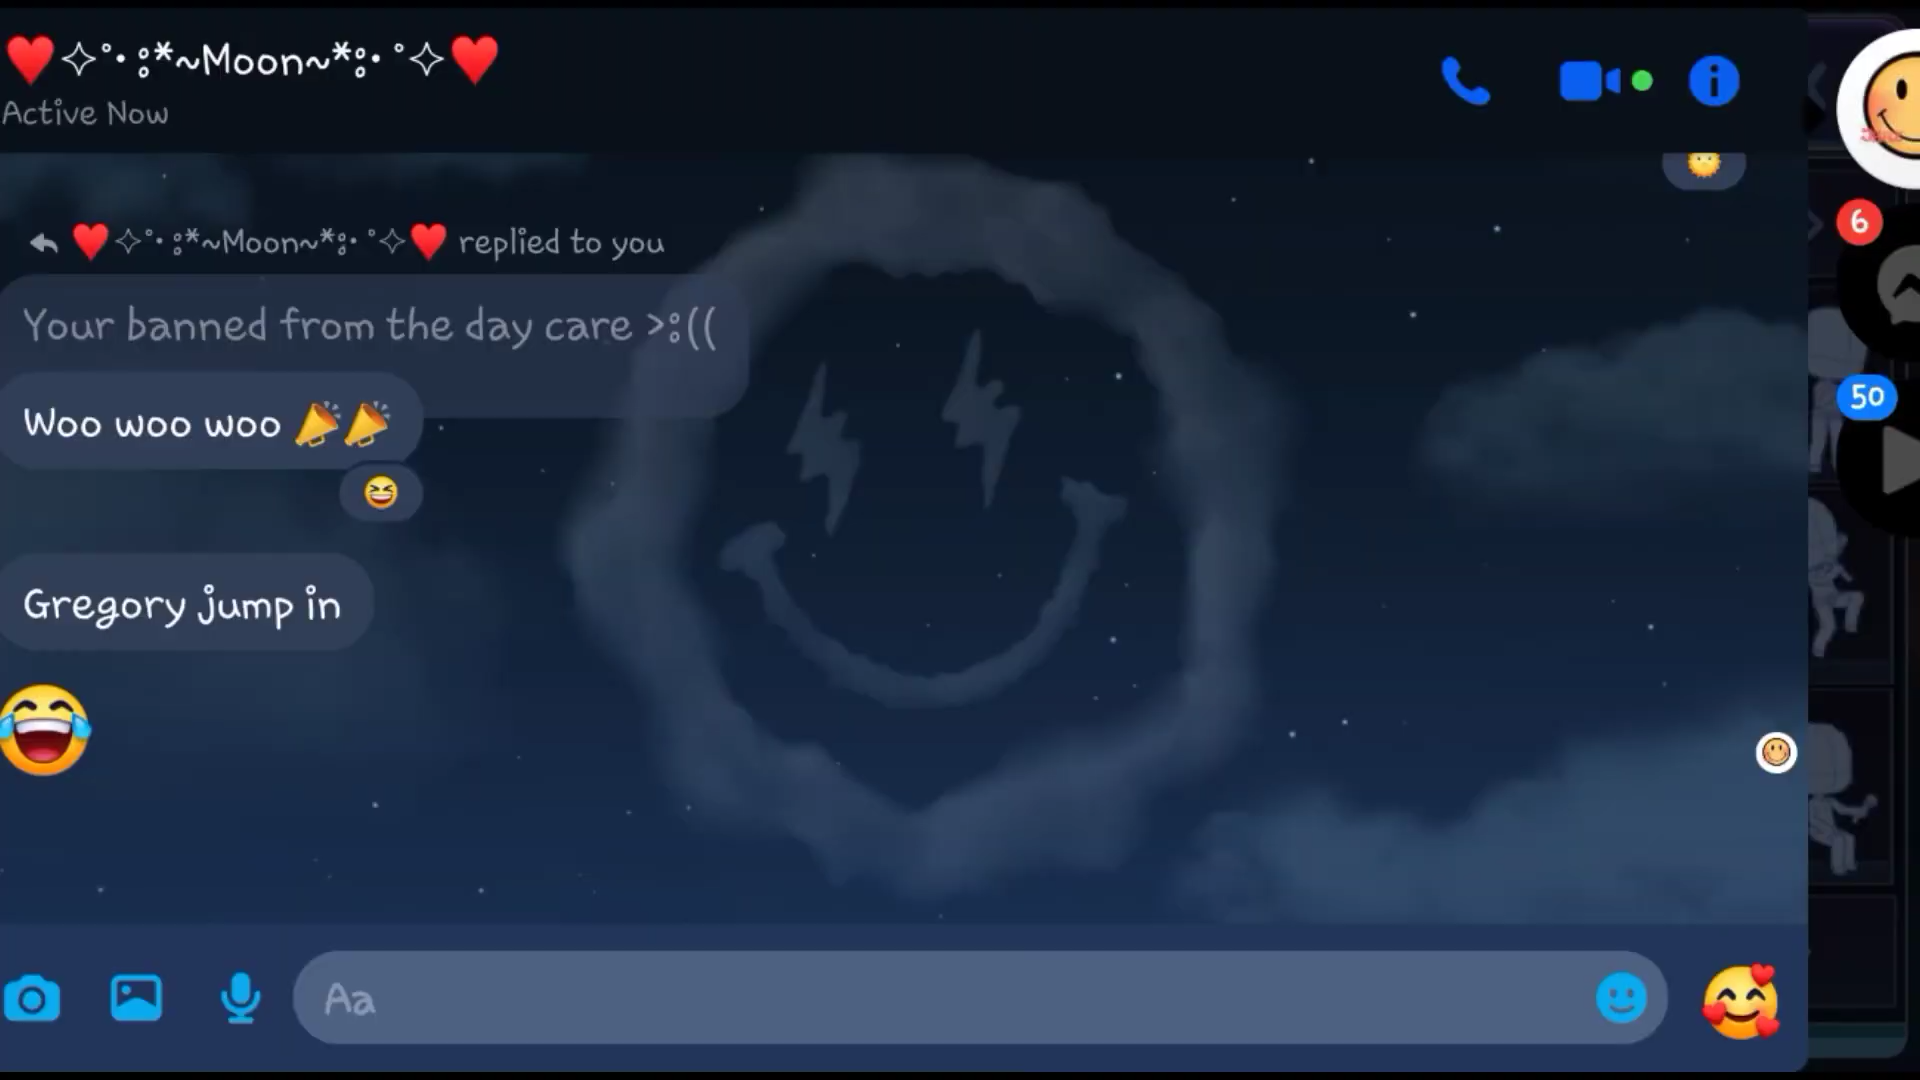 ❤️✧˚· ̊:*~Moon~*:·˚✧❤️
Active Now
❤️✧˚·:*~Moon~*:·˚✧❤️ replied to you
Your banned from the day care >:((
Woo woo woo 📣📣
😆
Gregory jump in
😂
Aa
6
50